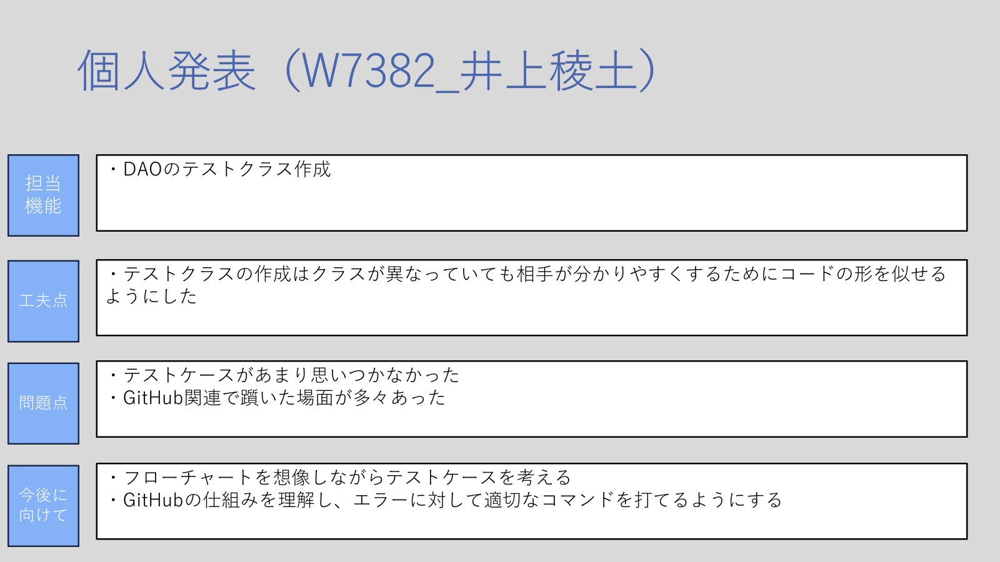 個人発表（W7382_井上稜土）
担当
機能
・DAOのテストクラス作成
工夫点
・テストクラスの作成はクラスが異なっていても相手が分かりやすくするためにコードの形を似せる
ようにした
問題点
・テストケースがあまり思いつかなかった
・GitHub関連で躓いた場面が多々あった
今後に
向けて
・フローチャートを想像しながらテストケースを考える
・GitHubの仕組みを理解し、エラーに対して適切なコマンドを打てるようにする